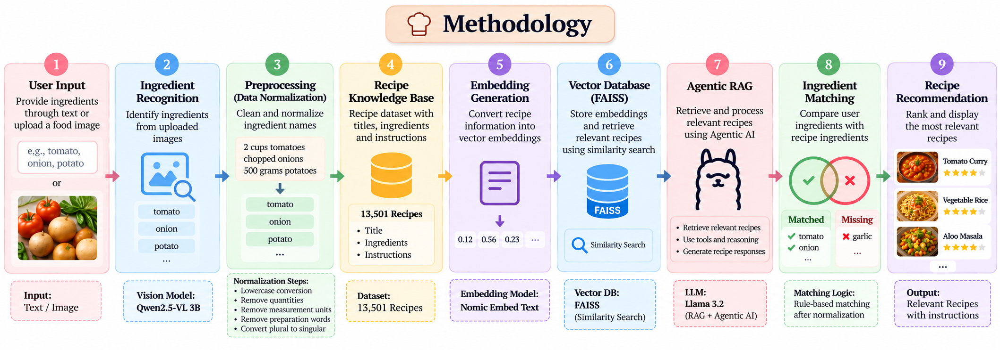 Methodology
1
User Input
Provide ingredients
through text or
upload a food image
e,g., tomato,
onion, potato
or
Input:
Text / Image
2
Ingredient
Recognition
Identify ingredients
from uploaded
images
tomato
onion
potato
...
Vision Model:
Qwen2.5-VL 3B
3
Preprocessing
(Data Normalization)
Clean and normalize
ingredient names
2 cups tomatoes
chopped onions
500 grams potatoes
tomato
onion
potato
...
Normalization Steps:
• Lowercase conversion
• Remove quantities
• Remove measurement units
• Remove preparation words
• Convert plural to singular
4
Recipe
Knowledge Base
Recipe dataset with
titles, ingredients
and instructions
13,501 Recipes
• Title
• Ingredients
• Instructions
Dataset:
13,501 Recipes
5
Embedding
Generation
Convert recipe
information into
vector embeddings
0.12 0.56 0.23 ...
Embedding Model:
Nomic Embed Text
6
Vector Database
(FAISS)
Store embeddings
and retrieve
relevant recipes
using similarity search
FAISS
Similarity Search
Vector DB:
FAISS
(Similarity Search)
7
Agentic RAG
Retrieve and process
relevant recipes
using Agentic AI
• Retrieve relevant recipes
• Use tools and reasoning
• Generate recipe responses
LLM:
Llama 3.2
(RAG + Agentic AI)
8
Ingredient
Matching
Compare user
ingredients with
recipe ingredients
Matched
tomato
onion
...
Missing
garlic
...
Matching Logic:
Rule-based matching
after normalization
9
Recipe
Recommendation
Rank and display
the most relevant
recipes
Tomato Curry
Vegetable Rice
Aloo Masala
...
Output:
Relevant Recipes
with instructions